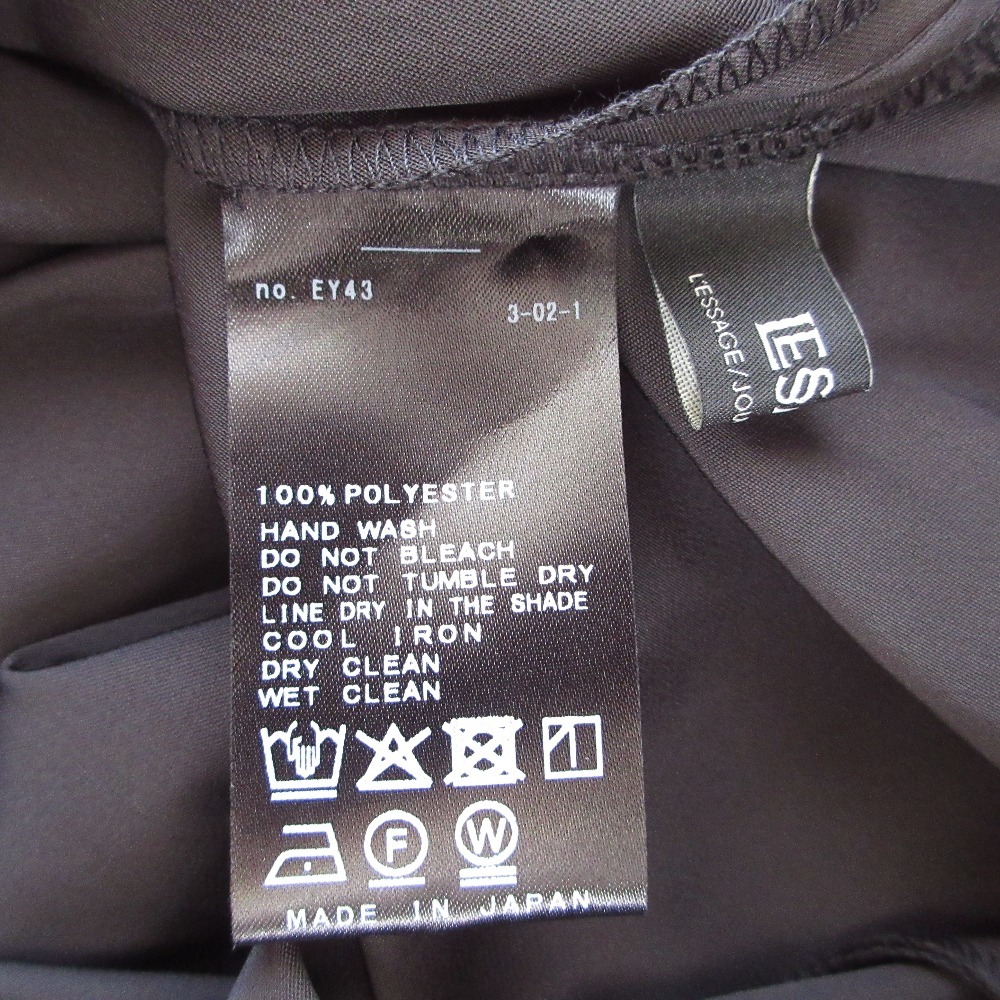 no. EY43
3-02-1
100% POLYESTER
HAND WASH
DO NOT BLEACH
DO NOT TUMBLE DRY
LINE DRY IN THE SHADE
COOL IRON
DRY CLEAN
WET CLEAN
F
W
MADE IN JAPAN
L'ESSAGE/JOU
LES